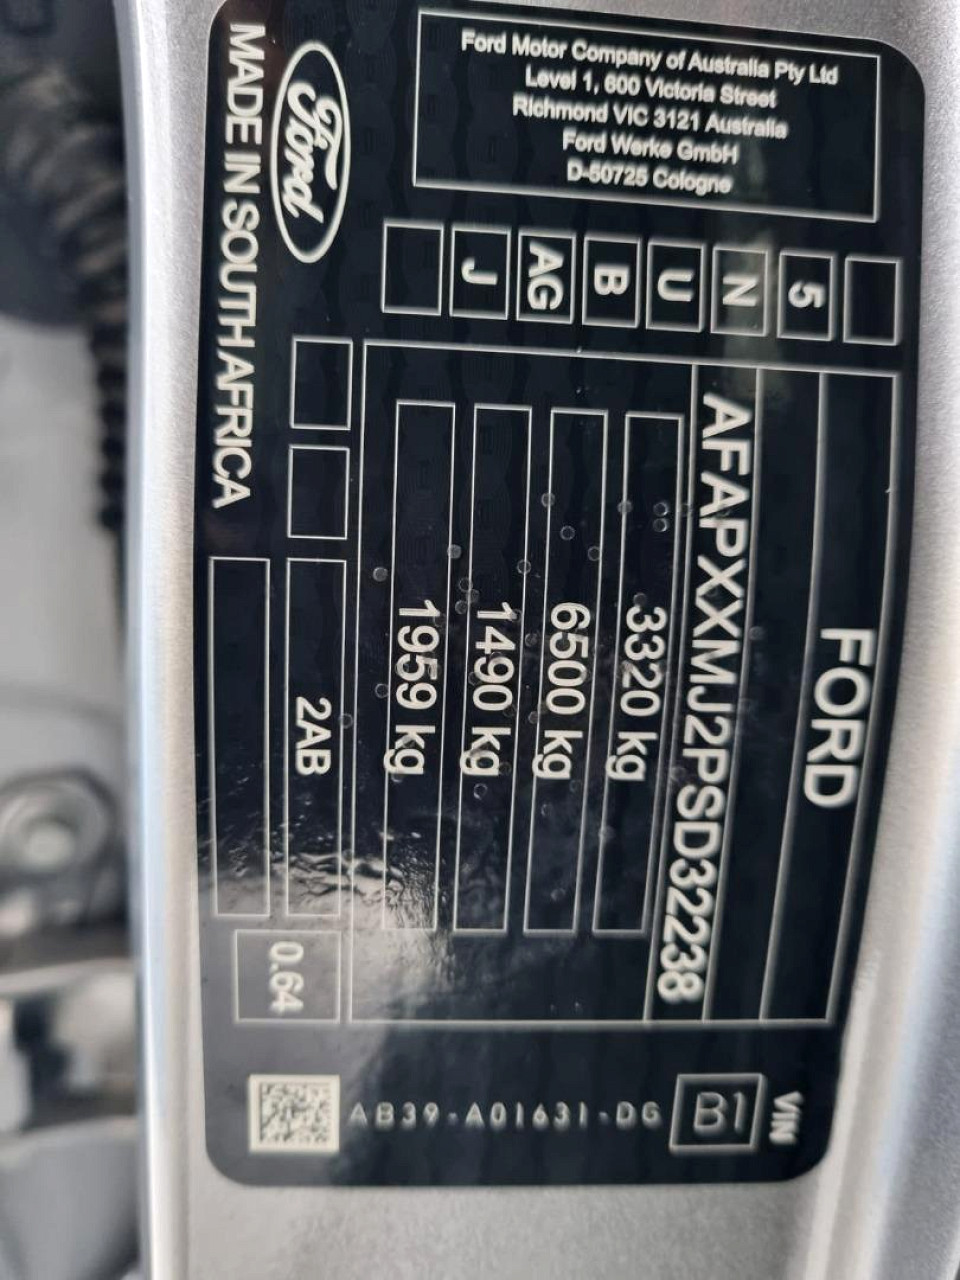 Ford Motor Company of Australia Pty Ltd
Level 1, 600 Victoria Street
Richmond VIC 3121 Australia
Ford Werke GmbH
D-50725 Cologne
5
N
U
B
AG
J
Ford
MADE IN SOUTH AFRICA
FORD
AFAPXXMJ2PSD32238
3320 kg
6500 kg
1490 kg
1959 kg
2AB
0.64
VIN
B1
AB39-A01631-DG